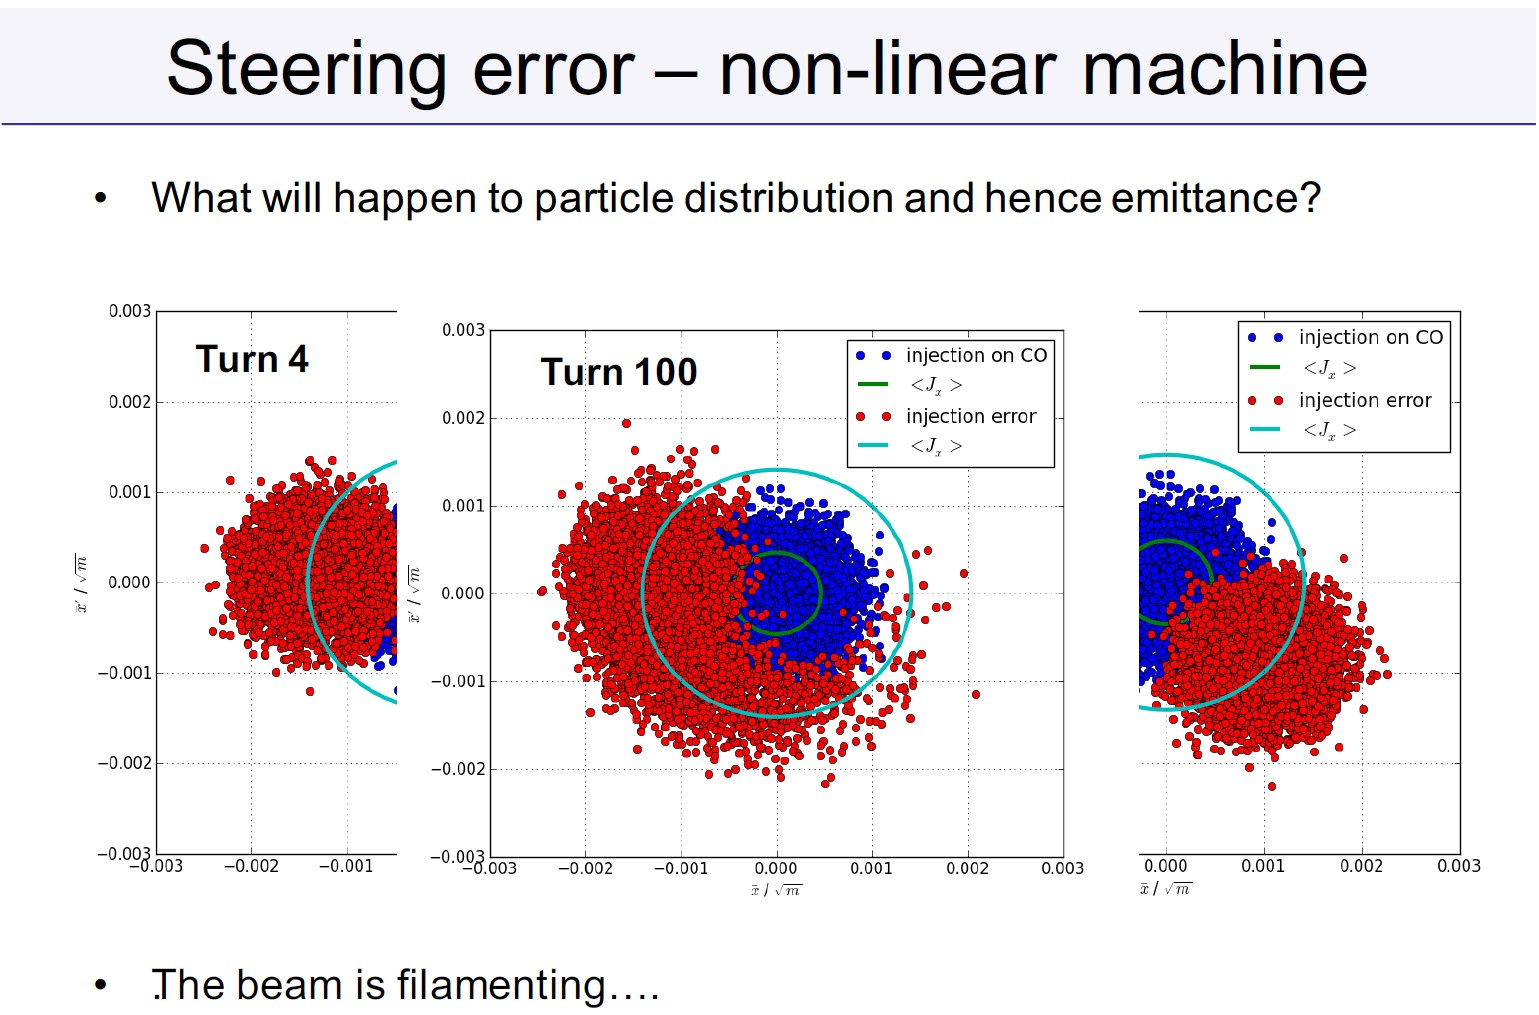 Steering error – non-linear machine
• What will happen to particle distribution and hence emittance?
0.003
0.002
0.001
0.000
−0.001
−0.002
−0.003
x̄′ / √m
Turn 4
−0.003 −0.002 −0.001
0.003
0.002
0.001
0.000
−0.001
−0.002
−0.003
x̄′ / √m
Turn 100
injection on CO
<J_x>
injection error
<J_x>
−0.003 −0.002 −0.001 0.000 0.001 0.002 0.003
x̄ / √m
injection on CO
<J_x>
injection error
<J_x>
0.000 0.001 0.002 0.003
x̄ / √m
• The beam is filamenting….